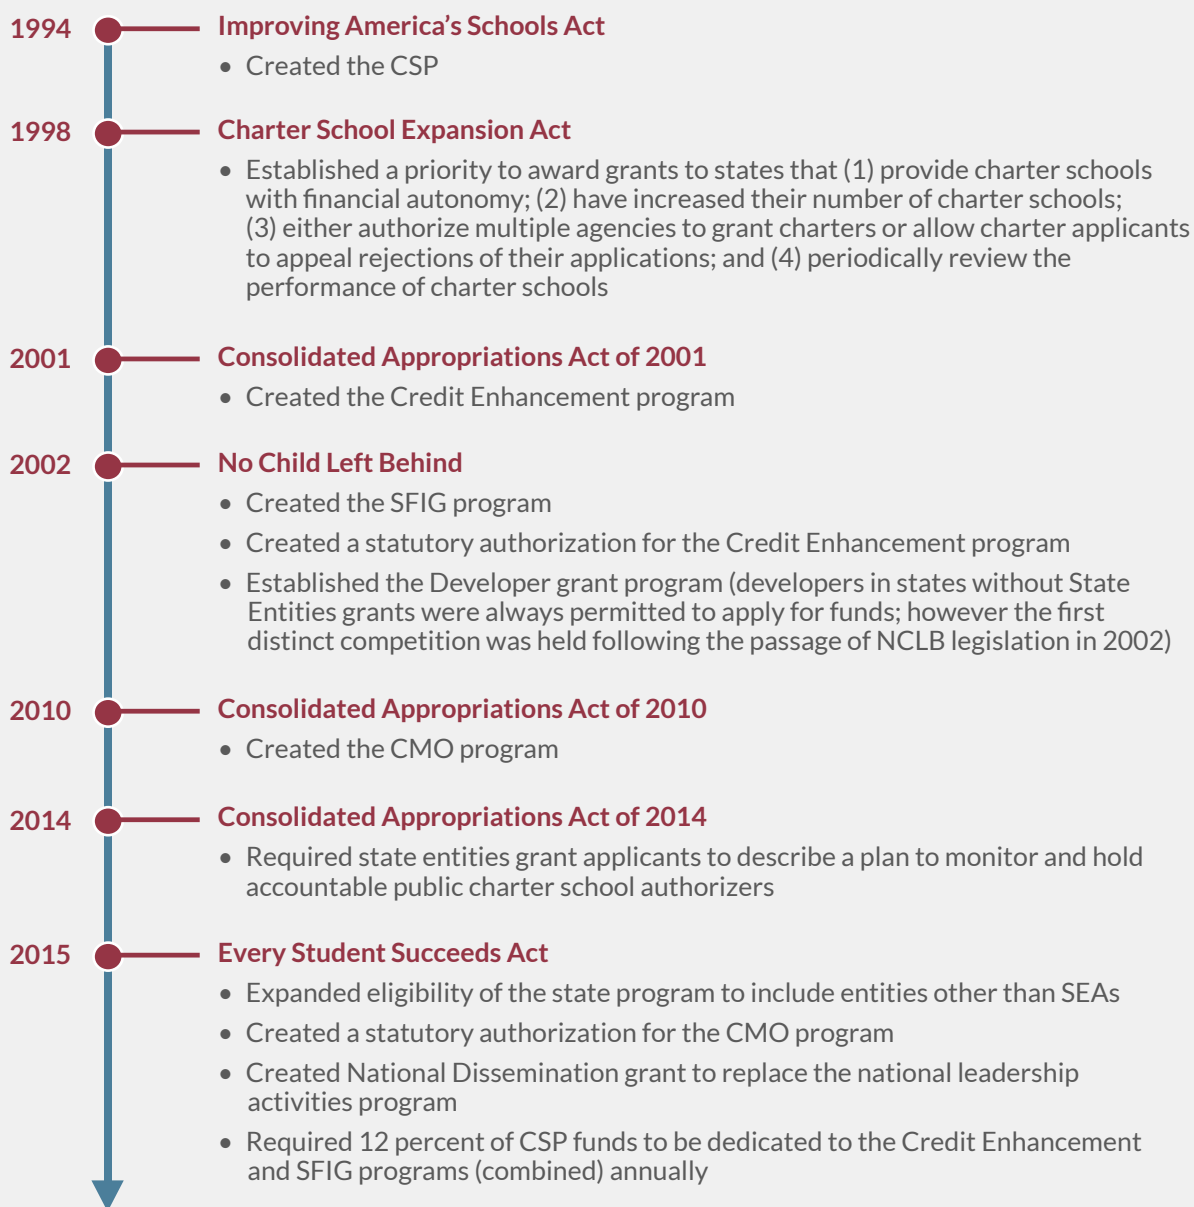 1994
Improving America’s Schools Act
• Created the CSP
1998
Charter School Expansion Act
• Established a priority to award grants to states that (1) provide charter schools
with financial autonomy; (2) have increased their number of charter schools;
(3) either authorize multiple agencies to grant charters or allow charter applicants
to appeal rejections of their applications; and (4) periodically review the
performance of charter schools
2001
Consolidated Appropriations Act of 2001
• Created the Credit Enhancement program
2002
No Child Left Behind
• Created the SFIG program
• Created a statutory authorization for the Credit Enhancement program
• Established the Developer grant program (developers in states without State
Entities grants were always permitted to apply for funds; however the first
distinct competition was held following the passage of NCLB legislation in 2002)
2010
Consolidated Appropriations Act of 2010
• Created the CMO program
2014
Consolidated Appropriations Act of 2014
• Required state entities grant applicants to describe a plan to monitor and hold
accountable public charter school authorizers
2015
Every Student Succeeds Act
• Expanded eligibility of the state program to include entities other than SEAs
• Created a statutory authorization for the CMO program
• Created National Dissemination grant to replace the national leadership
activities program
• Required 12 percent of CSP funds to be dedicated to the Credit Enhancement
and SFIG programs (combined) annually